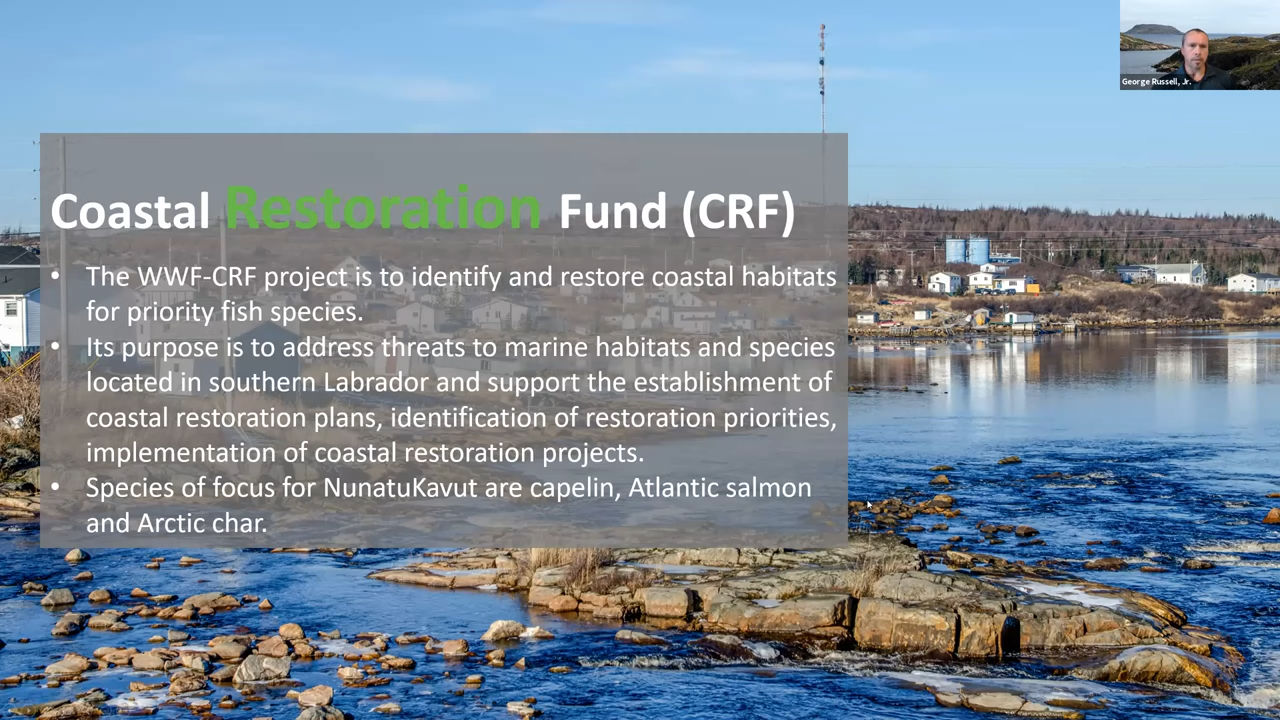 George Russell, Jr.
Coastal Restoration Fund (CRF)
• The WWF-CRF project is to identify and restore coastal habitats
for priority fish species.
• Its purpose is to address threats to marine habitats and species
located in southern Labrador and support the establishment of
coastal restoration plans, identification of restoration priorities,
implementation of coastal restoration projects.
• Species of focus for NunatuKavut are capelin, Atlantic salmon
and Arctic char.